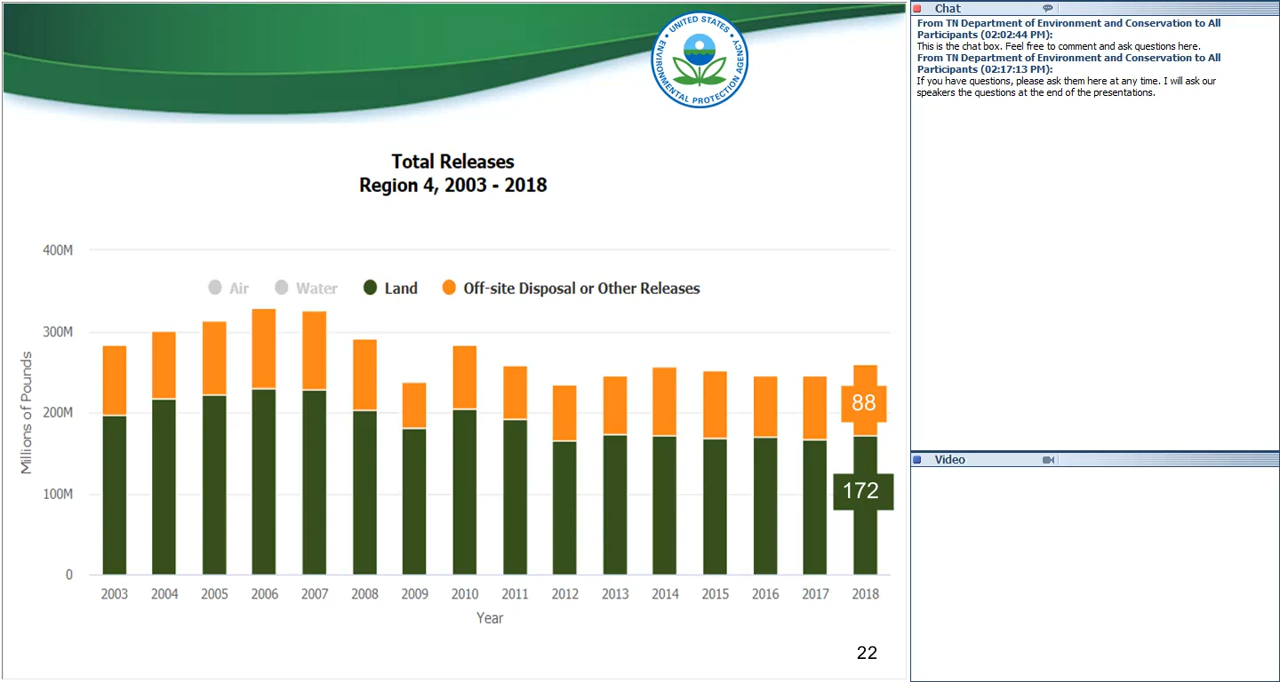 UNITED STATES
ENVIRONMENTAL PROTECTION AGENCY
Total Releases
Region 4, 2003 - 2018
400M
Air
Water
Land
Off-site Disposal or Other Releases
300M
200M
100M
0
Millions of Pounds
88
172
2003
2004
2005
2006
2007
2008
2009
2010
2011
2012
2013
2014
2015
2016
2017
2018
Year
22
Chat
From TN Department of Environment and Conservation to All
Participants (02:02:44 PM):
This is the chat box. Feel free to comment and ask questions here.
From TN Department of Environment and Conservation to All
Participants (02:17:13 PM):
If you have questions, please ask them here at any time. I will ask our
speakers the questions at the end of the presentations.
Video